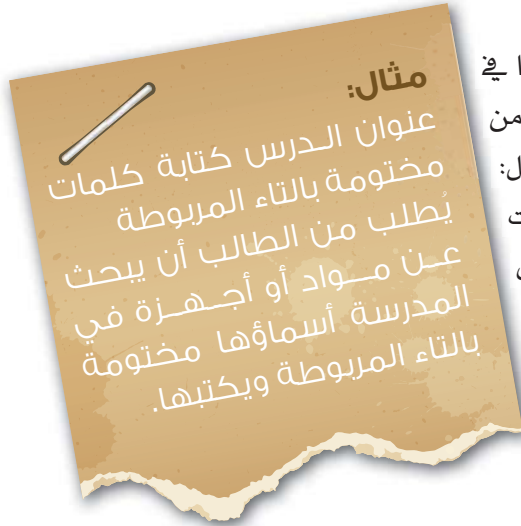 مثال:
عنوان الدرس كتابة كلمات
مختومة بالتاء المربوطة
يُطلب من الطالب أن يبحث
عن مواد أو أجهزة في
المدرسة أسماؤها مختومة
بالتاء المربوطة ويكتبها.